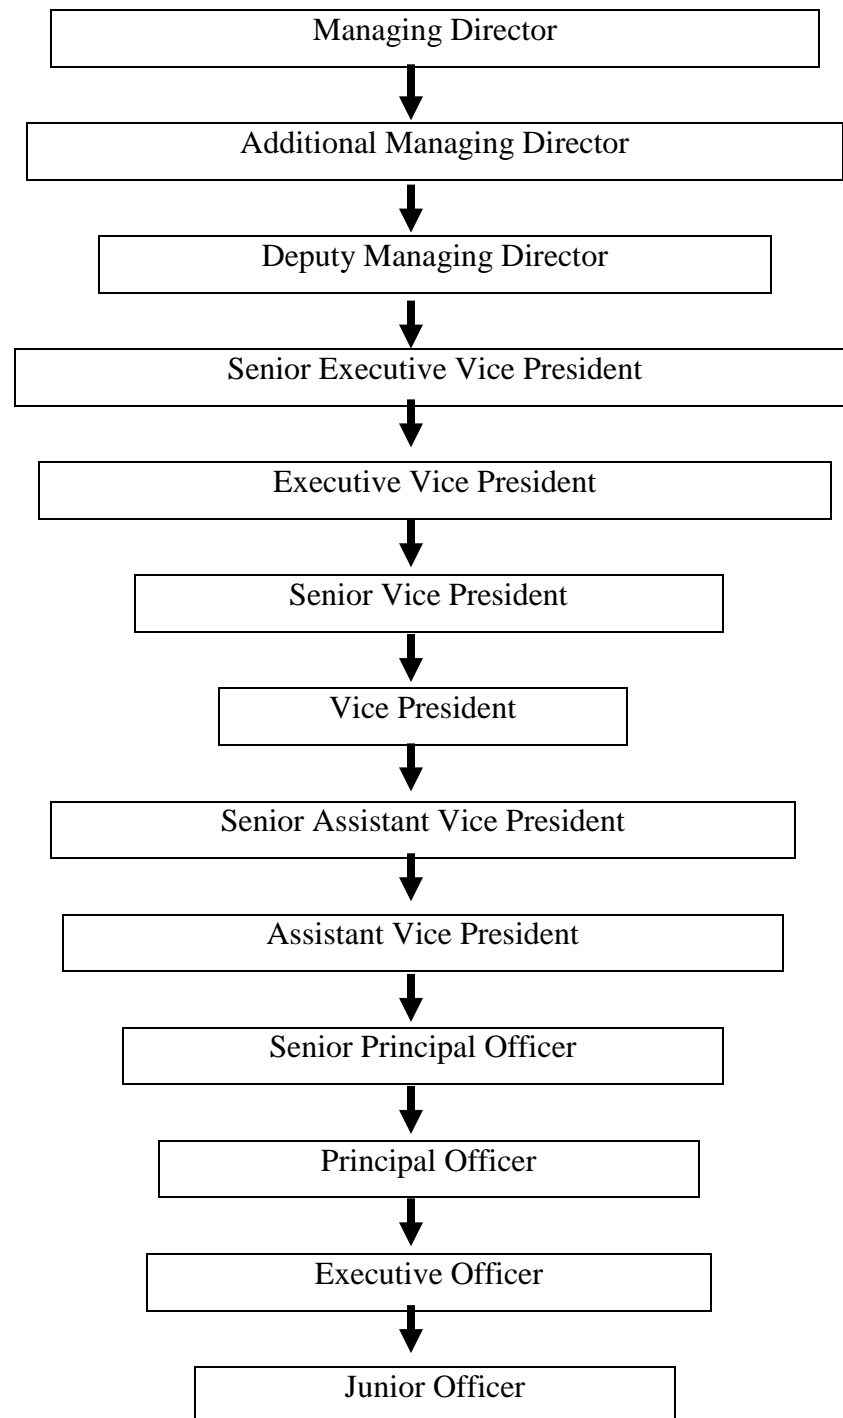 Managing Director
Additional Managing Director
Deputy Managing Director
Senior Executive Vice President
Executive Vice President
Senior Vice President
Vice President
Senior Assistant Vice President
Assistant Vice President
Senior Principal Officer
Principal Officer
Executive Officer
Junior Officer